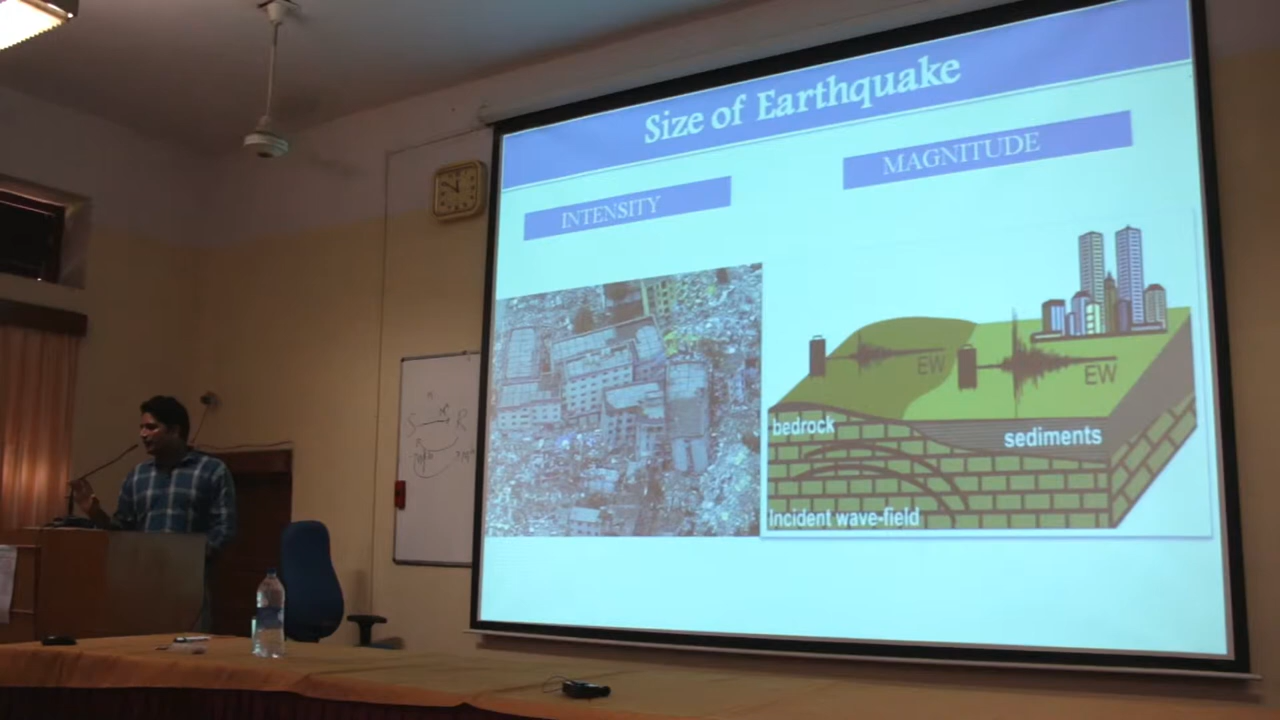 Size of Earthquake
INTENSITY
MAGNITUDE
EW
EW
bedrock
sediments
incident wave-field
S
R